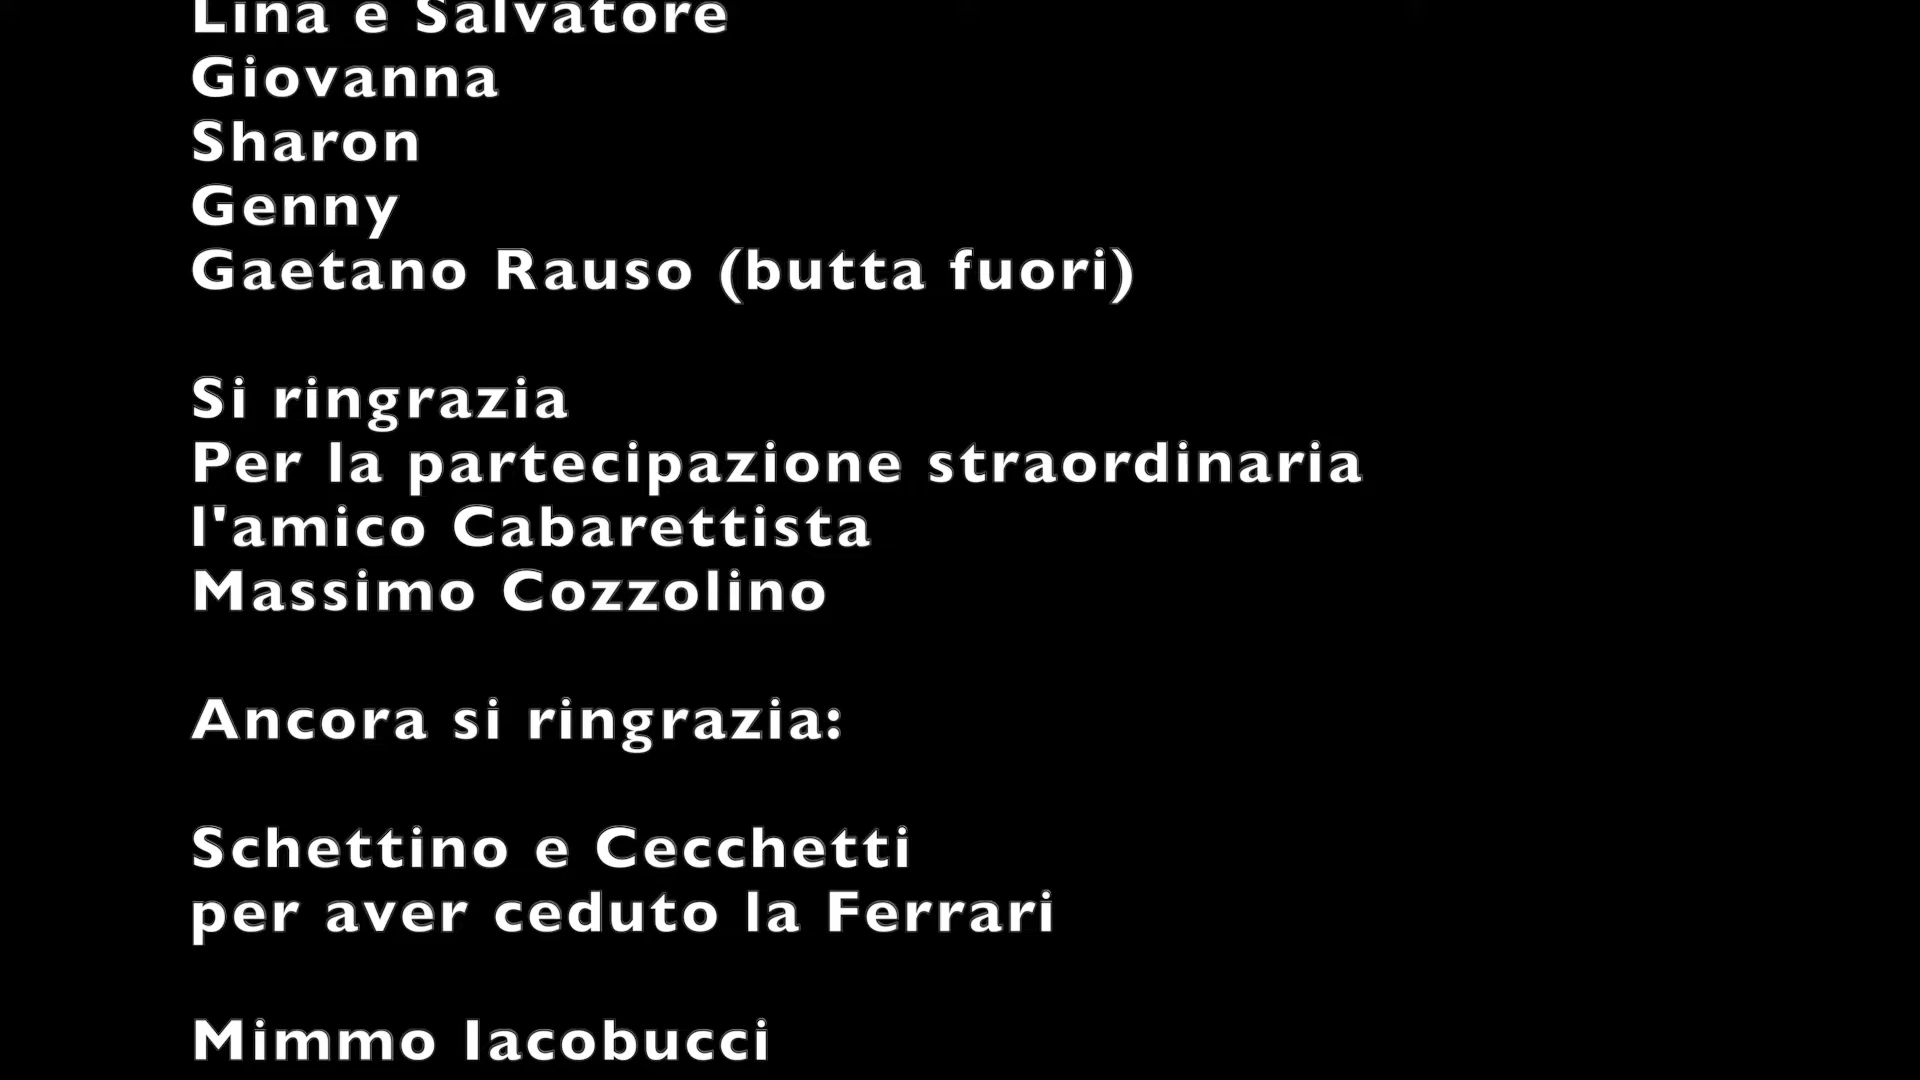 Lina e Salvatore
Giovanna
Sharon
Genny
Gaetano Rauso (butta fuori)
Si ringrazia
Per la partecipazione straordinaria
l'amico Cabarettista
Massimo Cozzolino
Ancora si ringrazia:
Schettino e Cecchetti
per aver ceduto la Ferrari
Mimmo Iacobucci